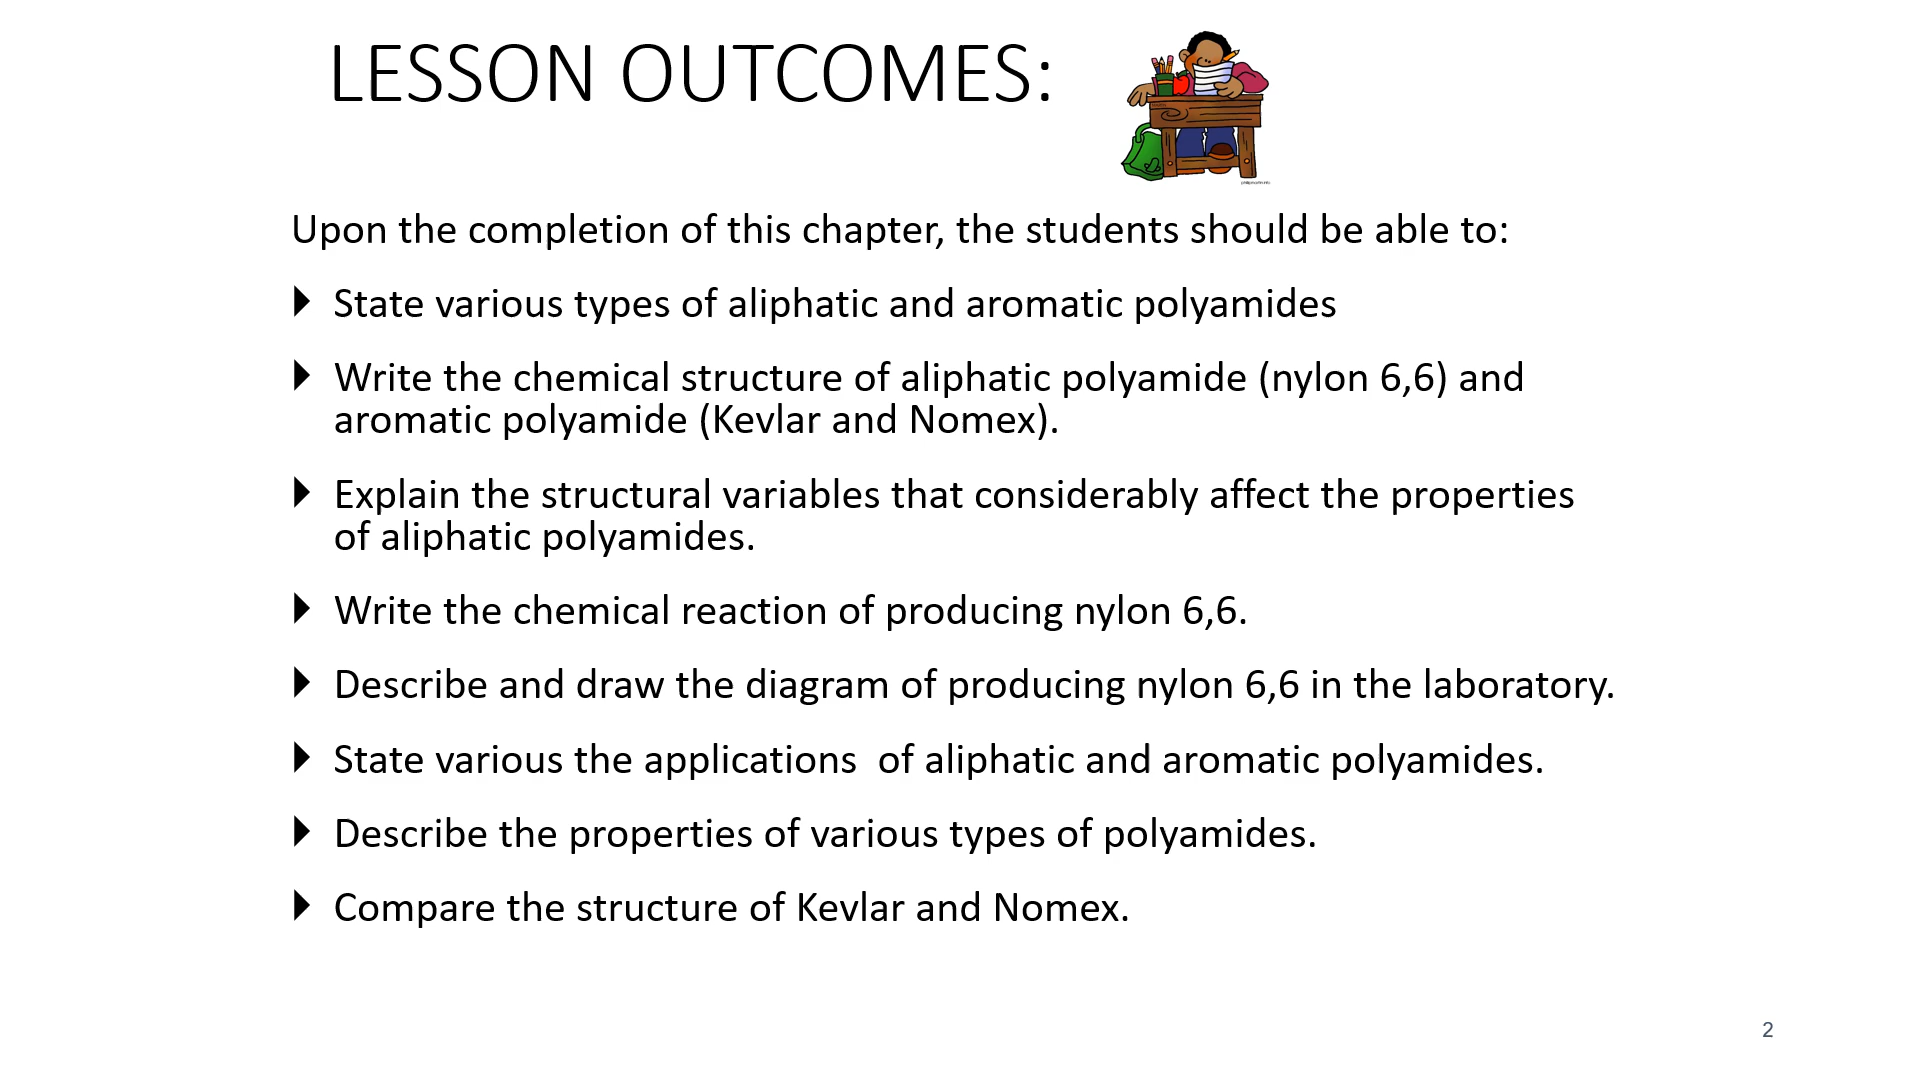 LESSON OUTCOMES:
Upon the completion of this chapter, the students should be able to:
State various types of aliphatic and aromatic polyamides
Write the chemical structure of aliphatic polyamide (nylon 6,6) and
aromatic polyamide (Kevlar and Nomex).
Explain the structural variables that considerably affect the properties
of aliphatic polyamides.
Write the chemical reaction of producing nylon 6,6.
Describe and draw the diagram of producing nylon 6,6 in the laboratory.
State various the applications  of aliphatic and aromatic polyamides.
Describe the properties of various types of polyamides.
Compare the structure of Kevlar and Nomex.
2